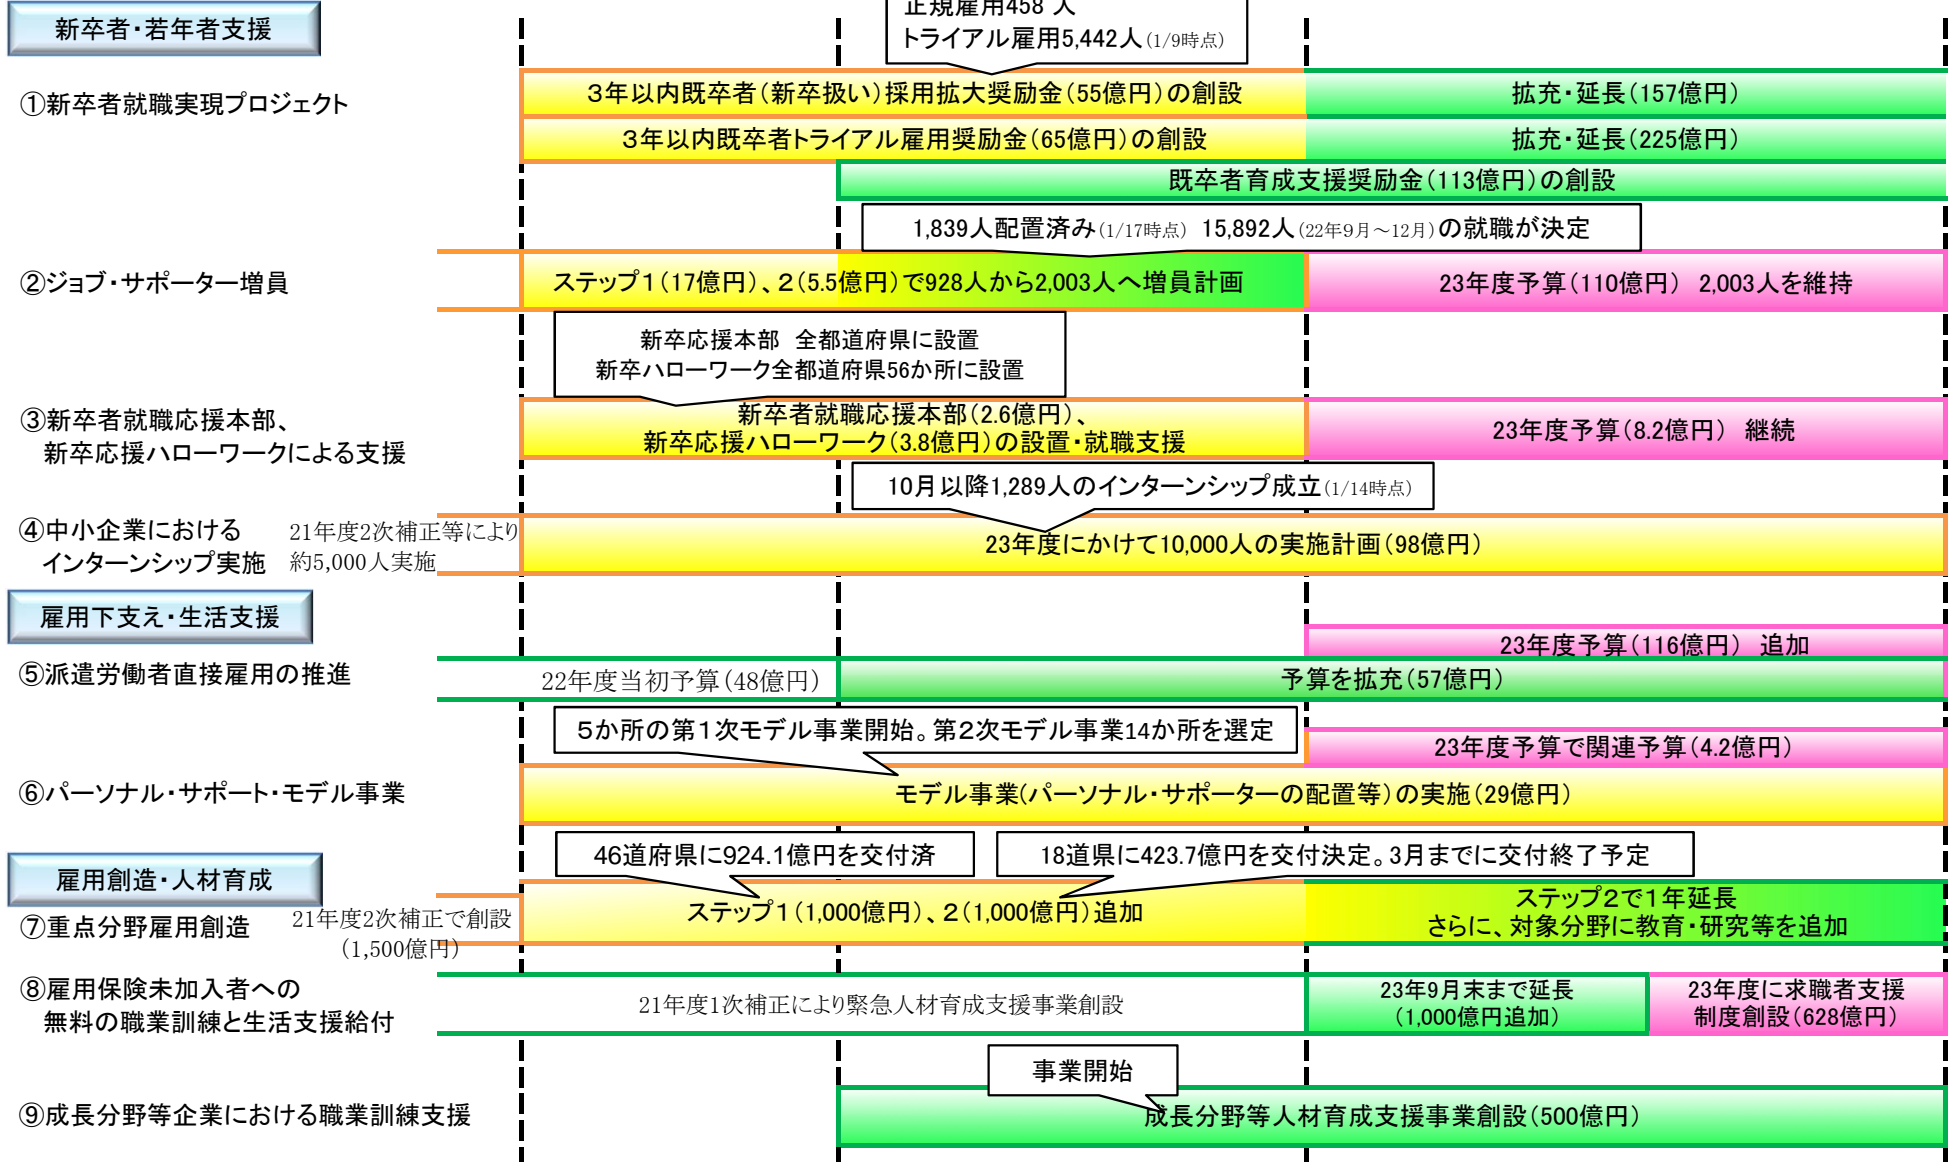 正規雇用458 人
トライアル雇用5,442人(1/9時点)
新卒者・若年者支援
①新卒者就職実現プロジェクト
3年以内既卒者(新卒扱い)採用拡大奨励金(55億円)の創設
拡充・延長(157億円)
3年以内既卒者トライアル雇用奨励金(65億円)の創設
拡充・延長(225億円)
既卒者育成支援奨励金(113億円)の創設
1,839人配置済み(1/17時点) 15,892人(22年9月~12月)の就職が決定
②ジョブ・サポーター増員
ステップ1(17億円)、2(5.5億円)で928人から2,003人へ増員計画
23年度予算(110億円) 2,003人を維持
新卒応援本部 全都道府県に設置
新卒ハローワーク全都道府県56か所に設置
③新卒者就職応援本部、
新卒応援ハローワークによる支援
新卒者就職応援本部(2.6億円)、
新卒応援ハローワーク(3.8億円)の設置・就職支援
23年度予算(8.2億円) 継続
10月以降1,289人のインターンシップ成立(1/14時点)
④中小企業における
インターンシップ実施
21年度2次補正等により
約5,000人実施
23年度にかけて10,000人の実施計画(98億円)
雇用下支え・生活支援
23年度予算(116億円) 追加
⑤派遣労働者直接雇用の推進
22年度当初予算(48億円)
予算を拡充(57億円)
5か所の第1次モデル事業開始。第2次モデル事業14か所を選定
23年度予算で関連予算(4.2億円)
⑥パーソナル・サポート・モデル事業
モデル事業(パーソナル・サポーターの配置等)の実施(29億円)
46道府県に924.1億円を交付済
18道県に423.7億円を交付決定。3月までに交付終了予定
雇用創造・人材育成
⑦重点分野雇用創造
21年度2次補正で創設
(1,500億円)
ステップ1(1,000億円)、2(1,000億円)追加
ステップ2で1年延長
さらに、対象分野に教育・研究等を追加
⑧雇用保険未加入者への
無料の職業訓練と生活支援給付
21年度1次補正により緊急人材育成支援事業創設
23年9月末まで延長
(1,000億円追加)
23年度に求職者支援
制度創設(628億円)
事業開始
⑨成長分野等企業における職業訓練支援
成長分野等人材育成支援事業創設(500億円)